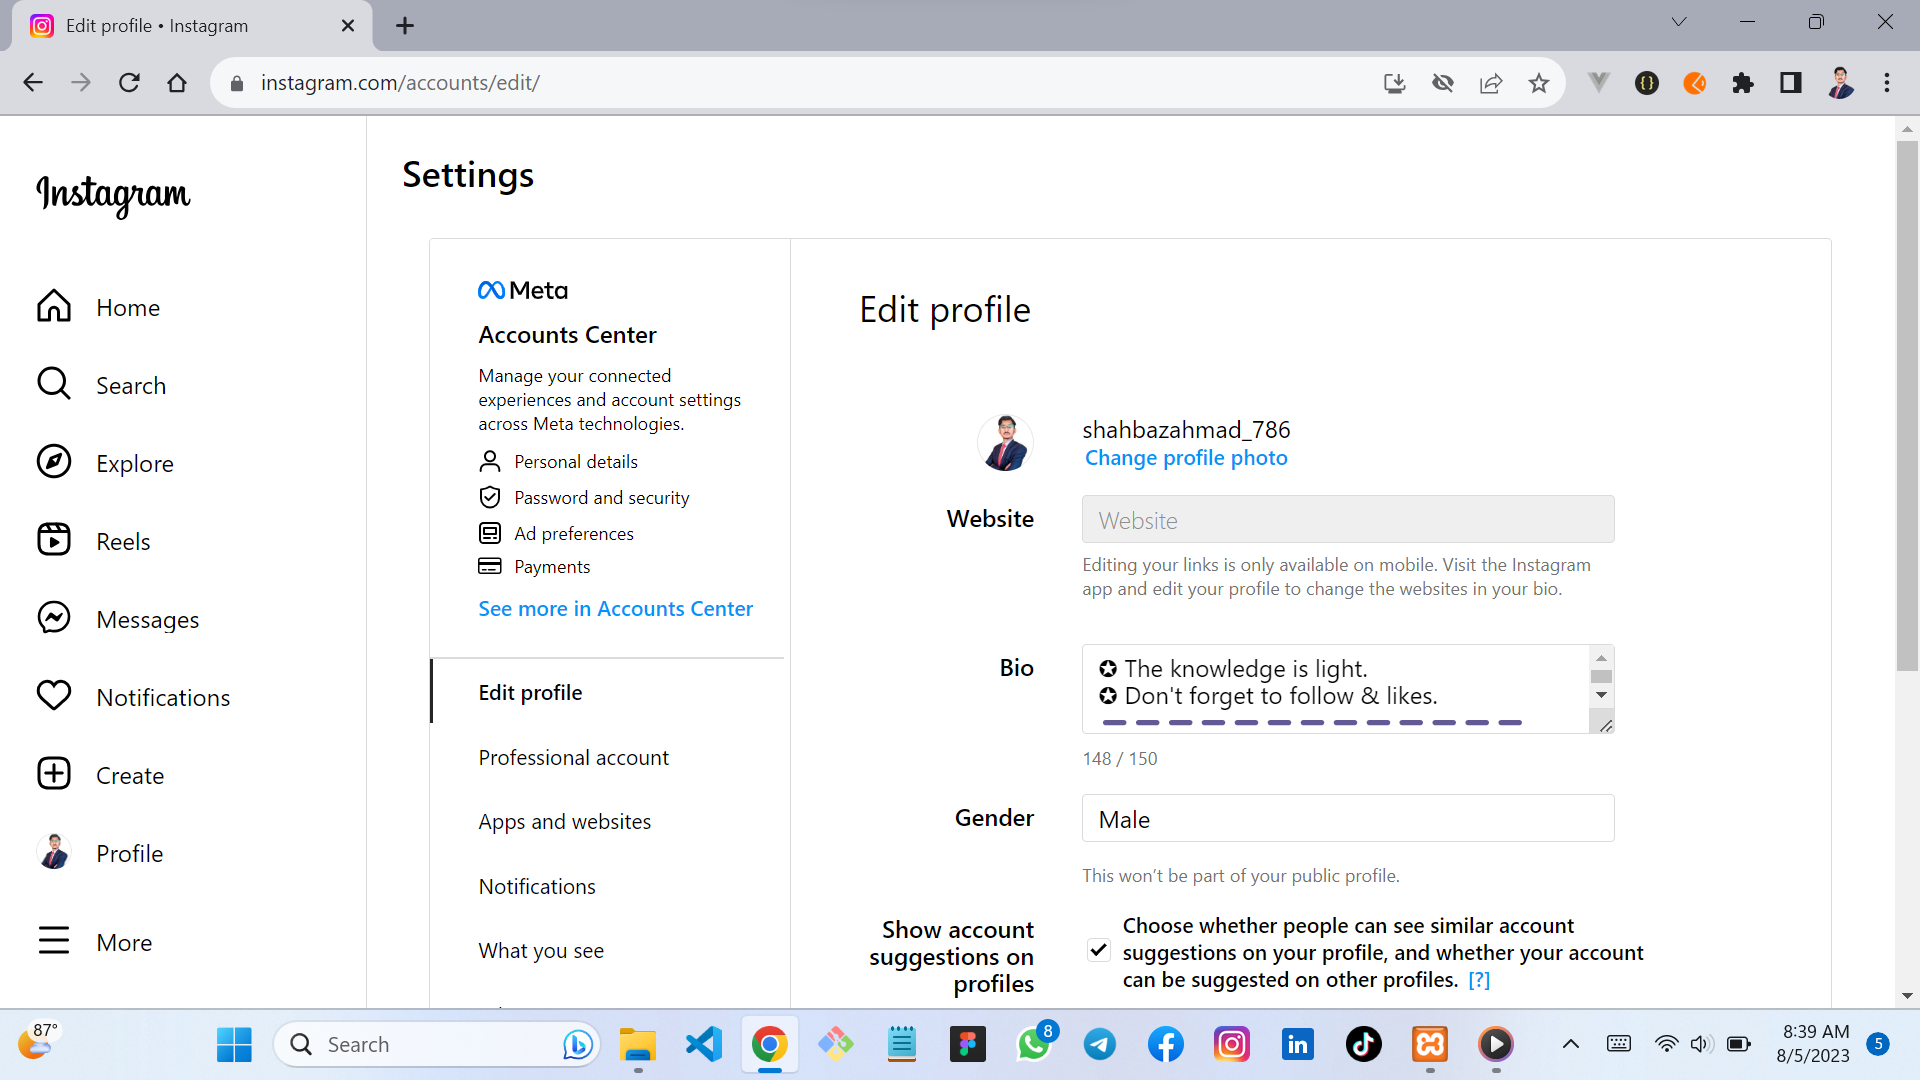 Edit profile • Instagram
instagram.com/accounts/edit/
Instagram
Home
Search
Explore
Reels
Messages
Notifications
Create
Profile
More
Settings
Meta
Accounts Center
Manage your connected
experiences and account settings
across Meta technologies.
Personal details
Password and security
Ad preferences
Payments
See more in Accounts Center
Edit profile
Professional account
Apps and websites
Notifications
What you see
Edit profile
shahbazahmad_786
Change profile photo
Website
Website
Editing your links is only available on mobile. Visit the Instagram
app and edit your profile to change the websites in your bio.
Bio
✪ The knowledge is light.
✪ Don't forget to follow & likes.
148 / 150
Gender
Male
This won’t be part of your public profile.
Show account
suggestions on
profiles
Choose whether people can see similar account
suggestions on your profile, and whether your account
can be suggested on other profiles. [?]
87°
Search
8
8:39 AM
8/5/2023
5